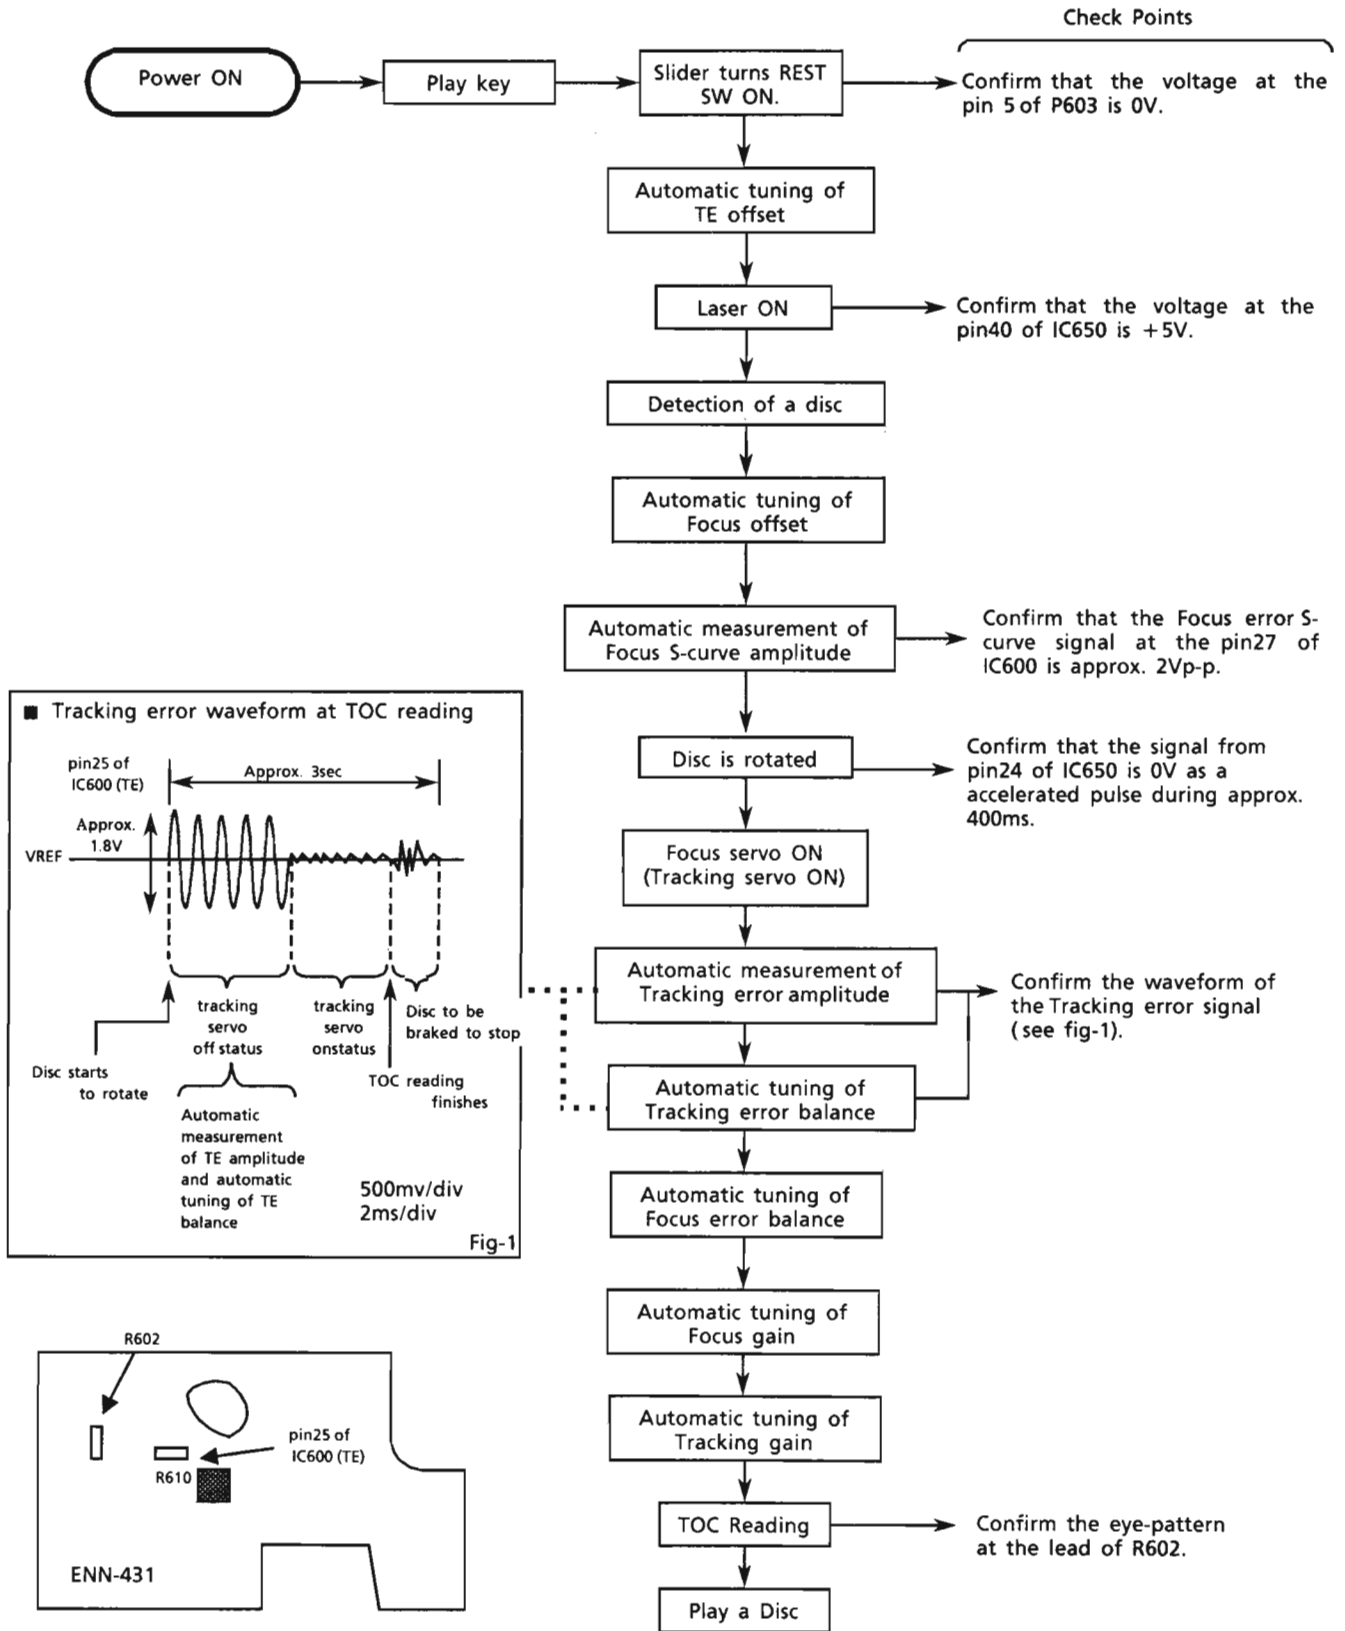 Check Points
Power ON
Play key
Slider turns REST
SW ON.
Confirm that the voltage at the
pin 5 of P603 is 0V.
Automatic tuning of
TE offset
Laser ON
Confirm that the voltage at the
pin40 of IC650 is +5V.
Detection of a disc
Automatic tuning of
Focus offset
Automatic measurement of
Focus S-curve amplitude
Confirm that the Focus error S-
curve signal at the pin27 of
IC600 is approx. 2Vp-p.
Disc is rotated
Confirm that the signal from
pin24 of IC650 is 0V as a
accelerated pulse during approx.
400ms.
Focus servo ON
(Tracking servo ON)
Automatic measurement of
Tracking error amplitude
Confirm the waveform of
the Tracking error signal
(see fig-1).
Automatic tuning of
Tracking error balance
Automatic tuning of
Focus error balance
Automatic tuning of
Focus gain
Automatic tuning of
Tracking gain
TOC Reading
Confirm the eye-pattern
at the lead of R602.
Play a Disc
■ Tracking error waveform at TOC reading
pin25 of
IC600 (TE)
Approx. 3sec
Approx.
1.8V
VREF
tracking
servo
off status
tracking
servo
onstatus
Disc to be
braked to stop
Disc starts
to rotate
TOC reading
finishes
Automatic
measurement
of TE amplitude
and automatic
tuning of TE
balance
500mv/div
2ms/div
Fig-1
R602
pin25 of
IC600 (TE)
R610
ENN-431